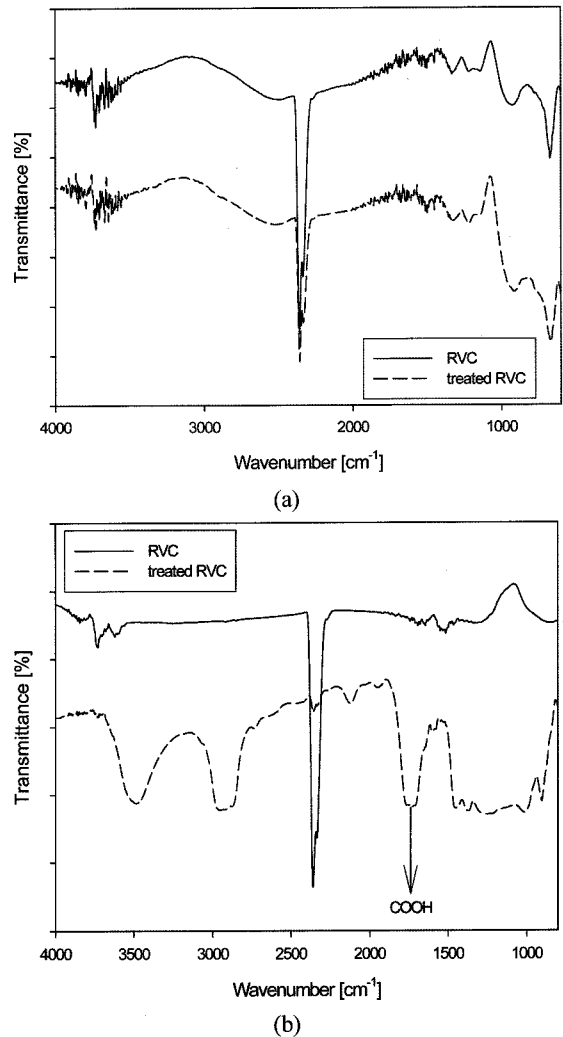 Transmittance [%]
RVC
treated RVC
4000 3000 2000 1000
Wavenumber [cm⁻¹]
(a)
RVC
treated RVC
Transmittance [%]
COOH
4000 3500 3000 2500 2000 1500 1000
Wavenumber [cm⁻¹]
(b)